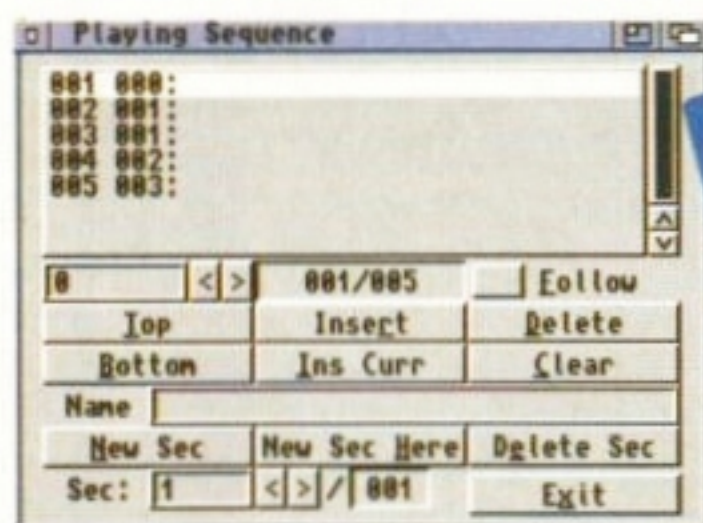 Playing Sequence
001 000:
002 001:
003 001:
004 002:
005 003:
0 < > 001/005 Follow
Top Insert Delete
Bottom Ins Curr Clear
Name
New Sec New Sec Here Delete Sec
Sec: 1 < > / 001 Exit